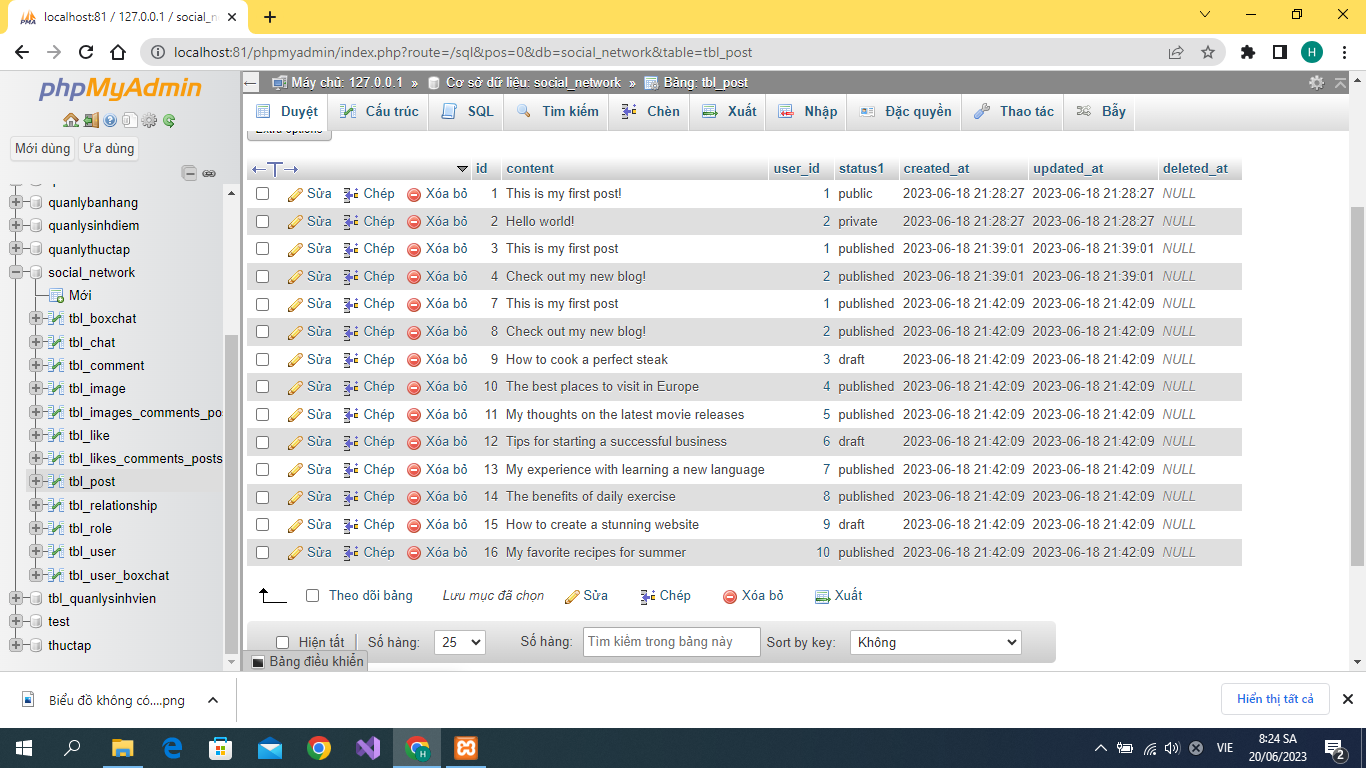 localhost:81 / 127.0.0.1 / social_n
localhost:81/phpmyadmin/index.php?route=/sql&pos=0&db=social_network&table=tbl_post
H
phpMyAdmin
Mới dùng Ưa dùng
quanlybanhang
quanlysinhdiem
quanlythuctap
social_network
Mới
tbl_boxchat
tbl_chat
tbl_comment
tbl_image
tbl_images_comments_po
tbl_like
tbl_likes_comments_posts
tbl_post
tbl_relationship
tbl_role
tbl_user
tbl_user_boxchat
tbl_quanlysinhvien
test
thuctap
Máy chủ: 127.0.0.1 » Cơ sở dữ liệu: social_network » Bảng: tbl_post
Duyệt Cấu trúc SQL Tìm kiếm Chèn Xuất Nhập Đặc quyền Thao tác Bẫy
Extra options
←T→ id content user_id status1 created_at updated_at deleted_at
Sửa Chép Xóa bỏ 1 This is my first post! 1 public 2023-06-18 21:28:27 2023-06-18 21:28:27 NULL
Sửa Chép Xóa bỏ 2 Hello world! 2 private 2023-06-18 21:28:27 2023-06-18 21:28:27 NULL
Sửa Chép Xóa bỏ 3 This is my first post 1 published 2023-06-18 21:39:01 2023-06-18 21:39:01 NULL
Sửa Chép Xóa bỏ 4 Check out my new blog! 2 published 2023-06-18 21:39:01 2023-06-18 21:39:01 NULL
Sửa Chép Xóa bỏ 7 This is my first post 1 published 2023-06-18 21:42:09 2023-06-18 21:42:09 NULL
Sửa Chép Xóa bỏ 8 Check out my new blog! 2 published 2023-06-18 21:42:09 2023-06-18 21:42:09 NULL
Sửa Chép Xóa bỏ 9 How to cook a perfect steak 3 draft 2023-06-18 21:42:09 2023-06-18 21:42:09 NULL
Sửa Chép Xóa bỏ 10 The best places to visit in Europe 4 published 2023-06-18 21:42:09 2023-06-18 21:42:09 NULL
Sửa Chép Xóa bỏ 11 My thoughts on the latest movie releases 5 published 2023-06-18 21:42:09 2023-06-18 21:42:09 NULL
Sửa Chép Xóa bỏ 12 Tips for starting a successful business 6 draft 2023-06-18 21:42:09 2023-06-18 21:42:09 NULL
Sửa Chép Xóa bỏ 13 My experience with learning a new language 7 published 2023-06-18 21:42:09 2023-06-18 21:42:09 NULL
Sửa Chép Xóa bỏ 14 The benefits of daily exercise 8 published 2023-06-18 21:42:09 2023-06-18 21:42:09 NULL
Sửa Chép Xóa bỏ 15 How to create a stunning website 9 draft 2023-06-18 21:42:09 2023-06-18 21:42:09 NULL
Sửa Chép Xóa bỏ 16 My favorite recipes for summer 10 published 2023-06-18 21:42:09 2023-06-18 21:42:09 NULL
Theo dõi bảng Lưu mục đã chọn Sửa Chép Xóa bỏ Xuất
Hiện tất Số hàng: 25 Số hàng: Tìm kiếm trong bảng này Sort by key: Không
Bảng điều khiển
Biểu đồ không có....png Hiển thị tất cả
VIE 8:24 SA
20/06/2023 2